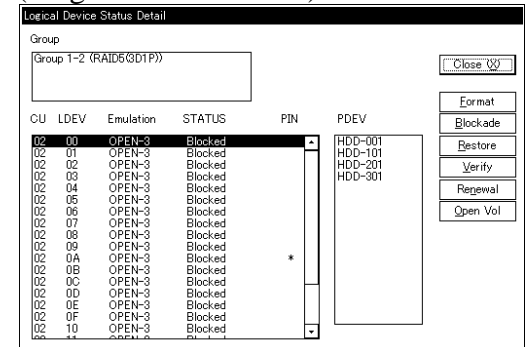 Logical Device Status Detail
Group
Group 1-2 (RAID5(3D1P))
Close (X)
Format
CU LDEV Emulation STATUS PIN PDEV
Blockade
02 00 OPEN-3 Blocked HDD-001
Restore
02 01 OPEN-3 Blocked HDD-101
02 02 OPEN-3 Blocked HDD-201
Verify
02 03 OPEN-3 Blocked HDD-301
02 04 OPEN-3 Blocked
Renewal
02 05 OPEN-3 Blocked
02 06 OPEN-3 Blocked
Open Vol
02 07 OPEN-3 Blocked
02 08 OPEN-3 Blocked
02 09 OPEN-3 Blocked
02 0A OPEN-3 Blocked *
02 0B OPEN-3 Blocked
02 0C OPEN-3 Blocked
02 0D OPEN-3 Blocked
02 0E OPEN-3 Blocked
02 0F OPEN-3 Blocked
02 10 OPEN-3 Blocked